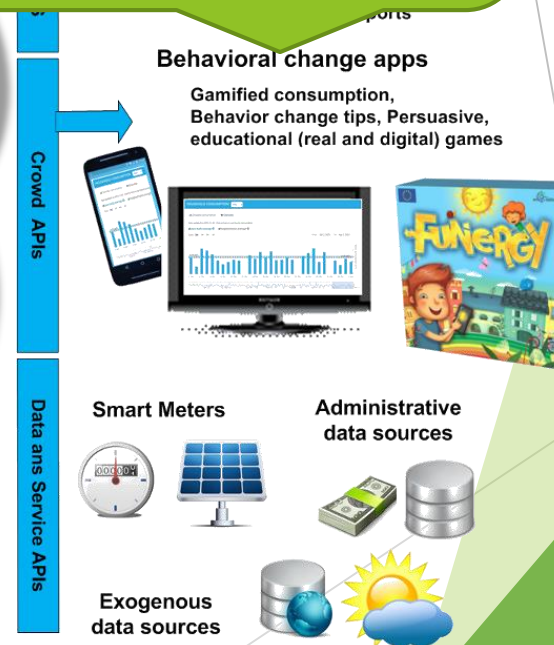 Behavioral change apps
Gamified consumption,
Behavior change tips, Persuasive,
educational (real and digital) games
Crowd APIs
FUNERGY
Smart Meters
Administrative
data sources
Data ans Service APIs
Exogenous
data sources